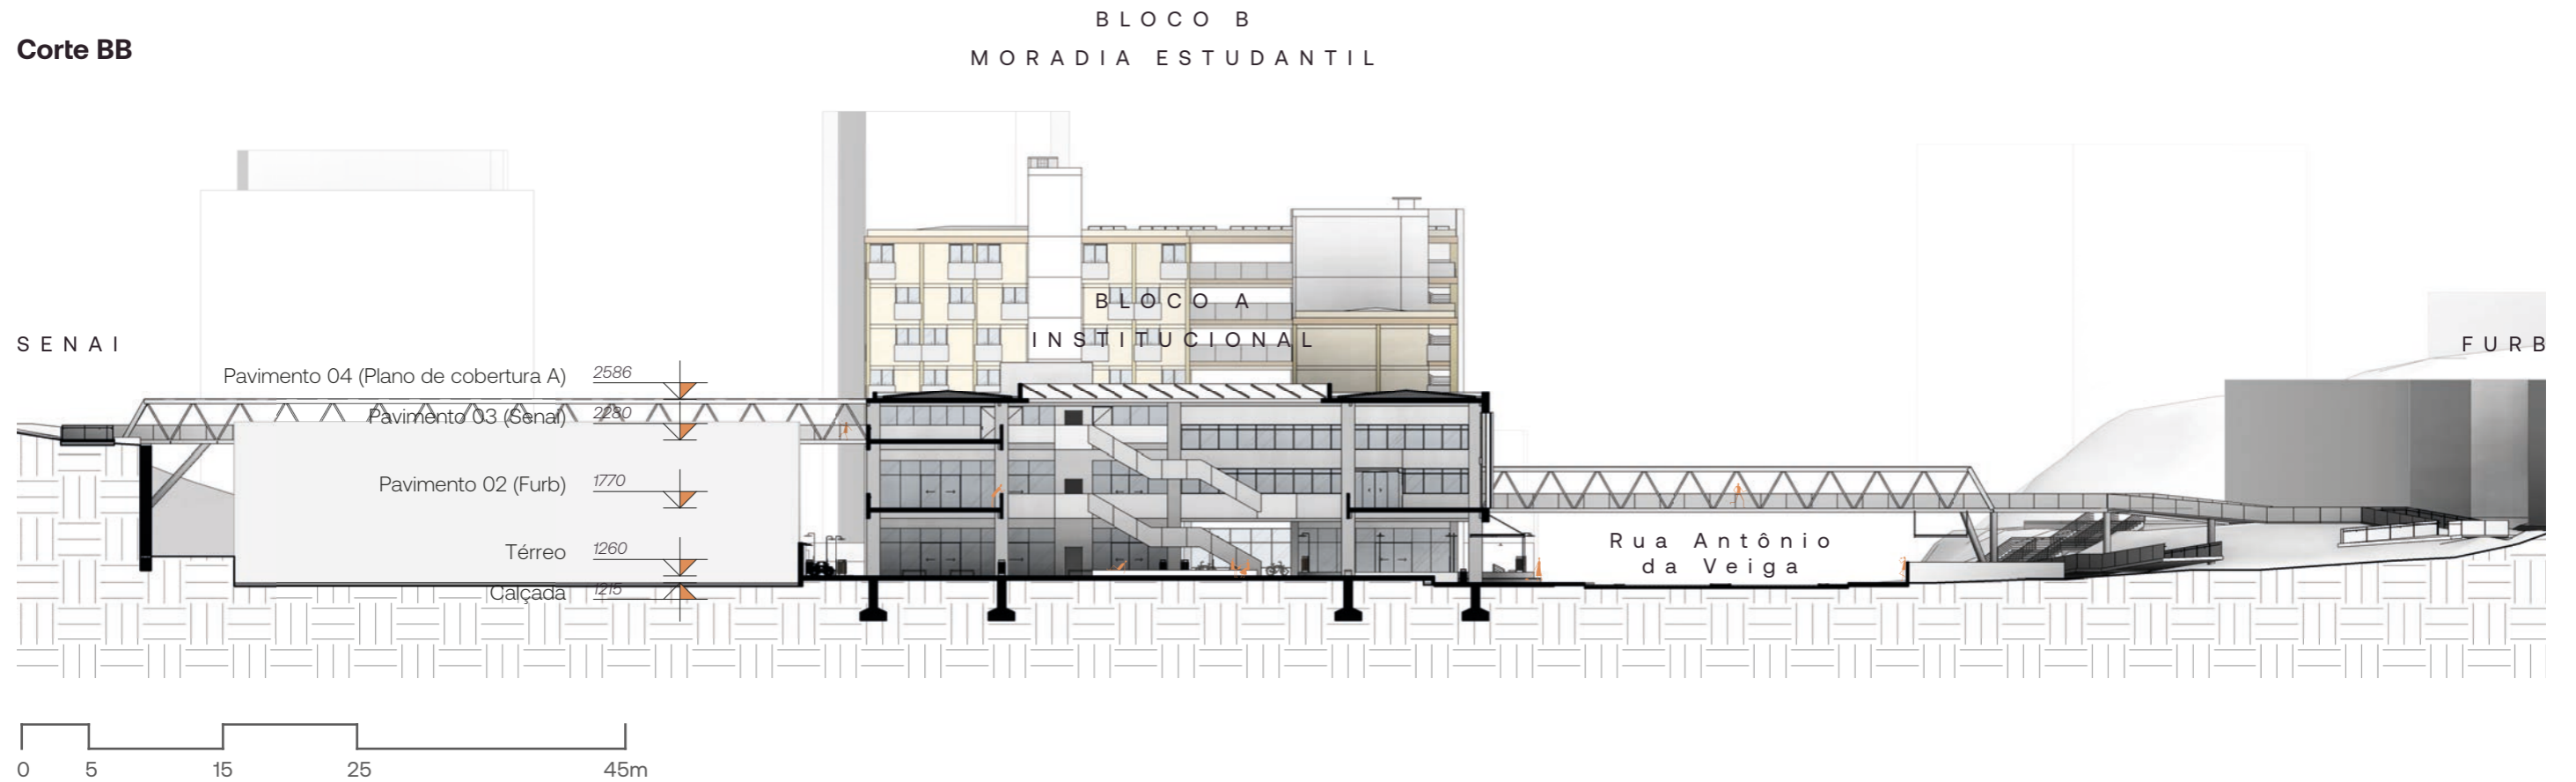 BLOCO B
MORADIA ESTUDANTIL
Corte BB
BLOCO A
INSTITUCIONAL
SENAI
FURB
Pavimento 04 (Plano de cobertura A) 2586
Pavimento 03 (Senai) 2280
Pavimento 02 (Furb) 1770
Térreo 1260
Calçada 1215
Rua Antônio
da Veiga
0 5 15 25 45m